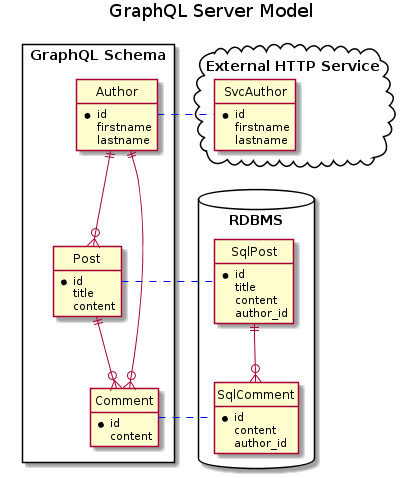 GraphQL Server Model
GraphQL Schema
Author
id
firstname
lastname
Post
id
title
content
Comment
id
content
External HTTP Service
SvcAuthor
id
firstname
lastname
RDBMS
SqlPost
id
title
content
author_id
SqlComment
id
content
author_id